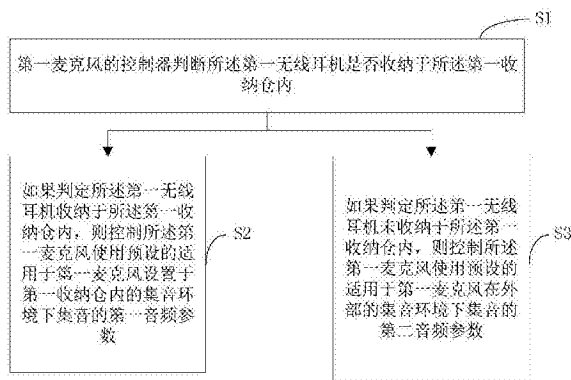 S1
第一麦克风的控制器判断所述第一无线耳机是否收纳于所述第一收
纳仓内
如果判定所述第一无线
耳机收纳于所述第一收
纳仓内，则控制所述第
一麦克风使用预设的适
用于第一麦克风设置于
第一收纳仓内的集音环
境下集音的第一音频参
数
S2
如果判定所述第一无线
耳机未收纳于所述第一
收纳仓内，则控制所述
第一麦克风使用预设的
适用于第一麦克风在外
部的集音环境下集音的
第二音频参数
S3